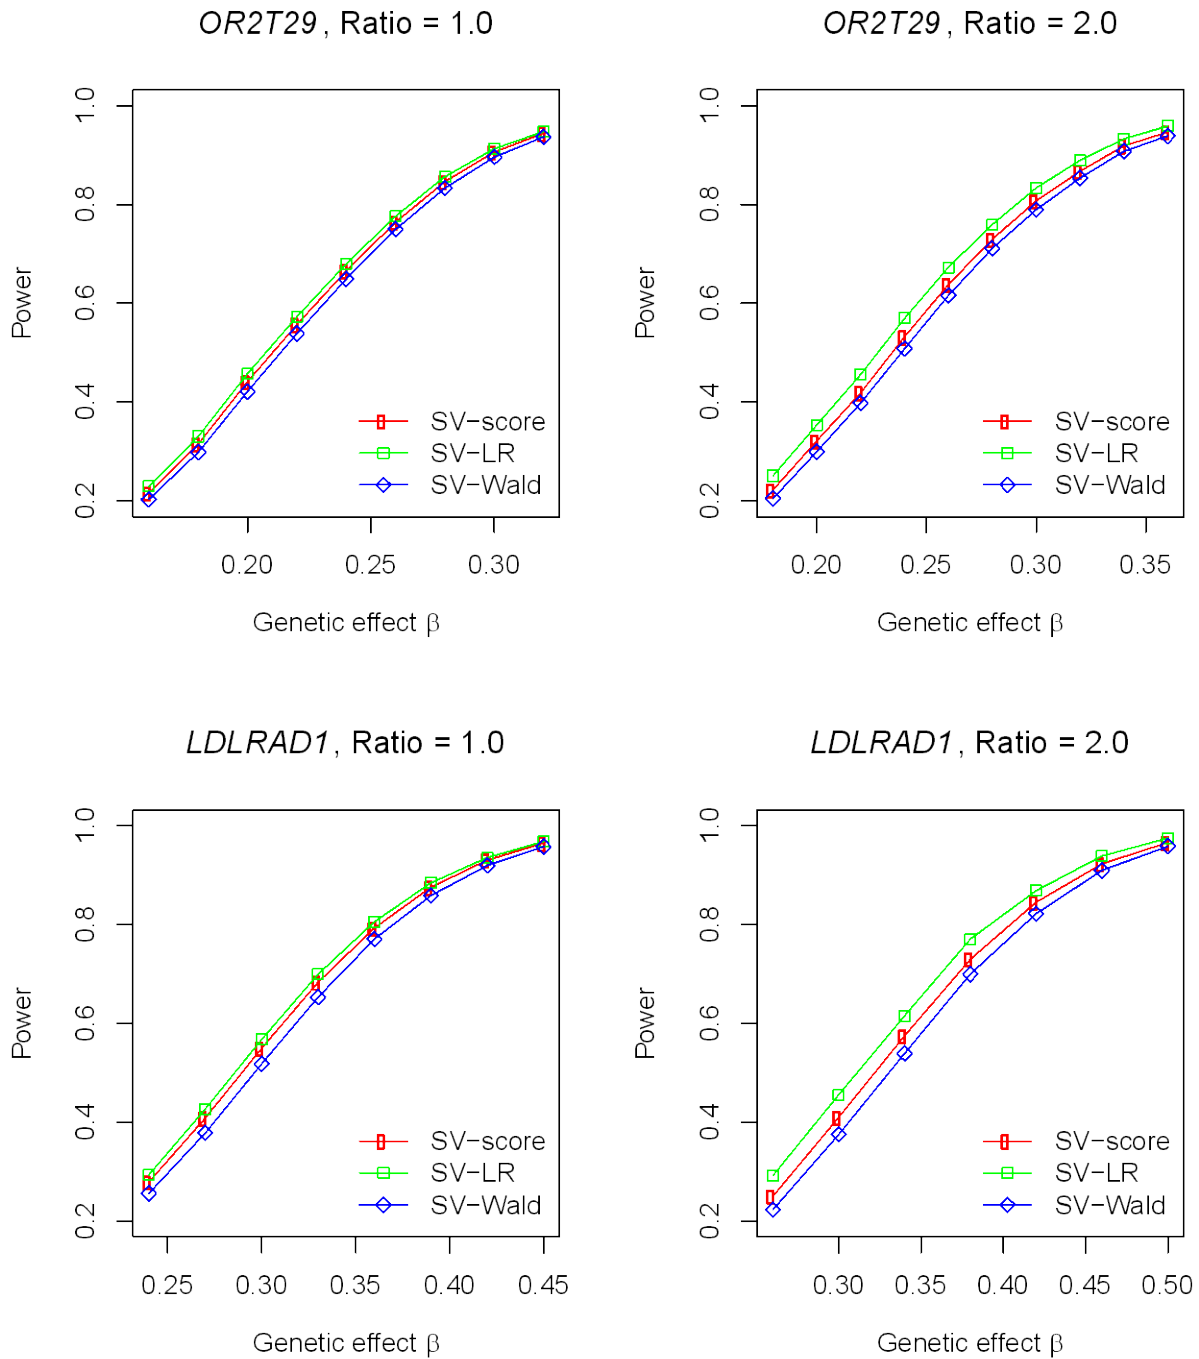 OR2T29, Ratio = 1.0
Power
1.0
0.8
0.6
0.4
0.2
SV−score
SV−LR
SV−Wald
0.20 0.25 0.30
Genetic effect β
OR2T29, Ratio = 2.0
Power
1.0
0.8
0.6
0.4
0.2
SV−score
SV−LR
SV−Wald
0.20 0.25 0.30 0.35
Genetic effect β
LDLRAD1, Ratio = 1.0
Power
1.0
0.8
0.6
0.4
0.2
SV−score
SV−LR
SV−Wald
0.25 0.30 0.35 0.40 0.45
Genetic effect β
LDLRAD1, Ratio = 2.0
Power
1.0
0.8
0.6
0.4
0.2
SV−score
SV−LR
SV−Wald
0.30 0.35 0.40 0.45 0.50
Genetic effect β